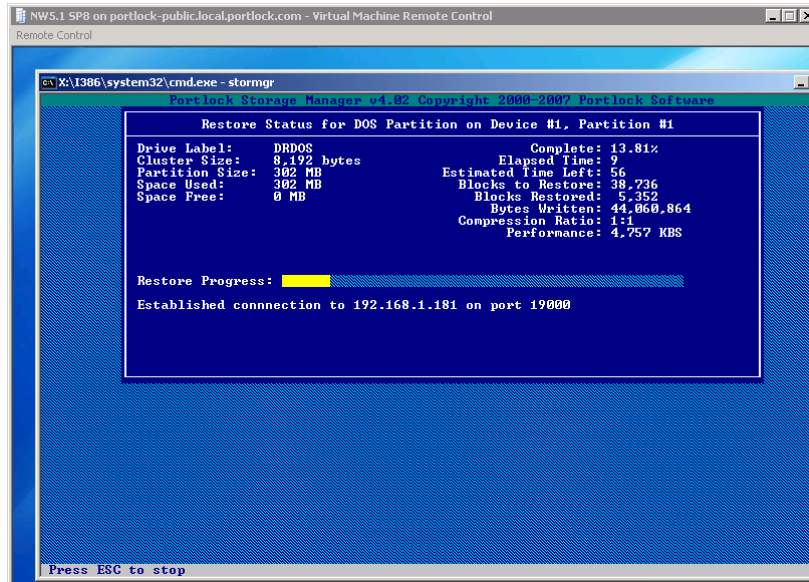 NW5.1 SP8 on portlock-public.local.portlock.com - Virtual Machine Remote Control
Remote Control
X:\I386\system32\cmd.exe - stormgr
Portlock Storage Manager v4.02 Copyright 2000-2007 Portlock Software
Restore Status for DOS Partition on Device #1, Partition #1
Drive Label: DRDOS Complete: 13.81%
Cluster Size: 8,192 bytes Elapsed Time: 9
Partition Size: 302 MB Estimated Time Left: 56
Space Used: 302 MB Blocks to Restore: 38,736
Space Free: 0 MB Blocks Restored: 5,352
Bytes Written: 44,060,864
Compression Ratio: 1:1
Performance: 4,757 KBS
Restore Progress:
Established connnection to 192.168.1.181 on port 19000
Press ESC to stop